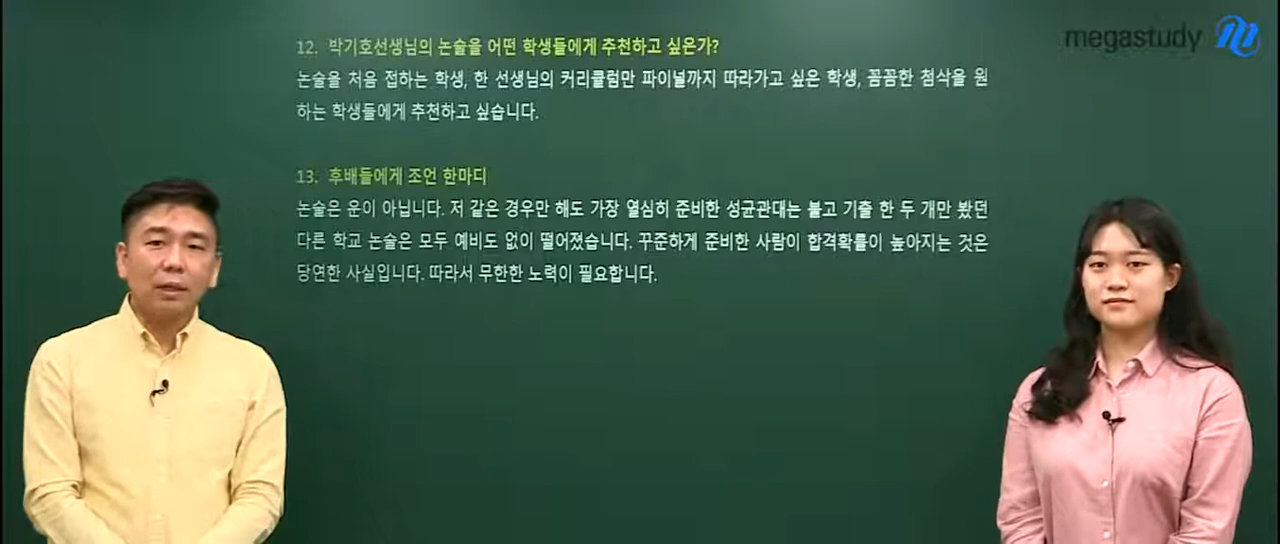 megastudy
12. 박기호선생님의 논술을 어떤 학생들에게 추천하고 싶은가?
논술을 처음 접하는 학생, 한 선생님의 커리큘럼만 파이널까지 따라가고 싶은 학생, 꼼꼼한 첨삭을 원
하는 학생들에게 추천하고 싶습니다.
13. 후배들에게 조언 한마디
논술은 운이 아닙니다. 저 같은 경우만 해도 가장 열심히 준비한 성균관대는 불고 기출 한 두 개만 봤던
다른 학교 논술은 모두 예비도 없이 떨어졌습니다. 꾸준하게 준비한 사람이 합격확률이 높아지는 것은
당연한 사실입니다. 따라서 무한한 노력이 필요합니다.